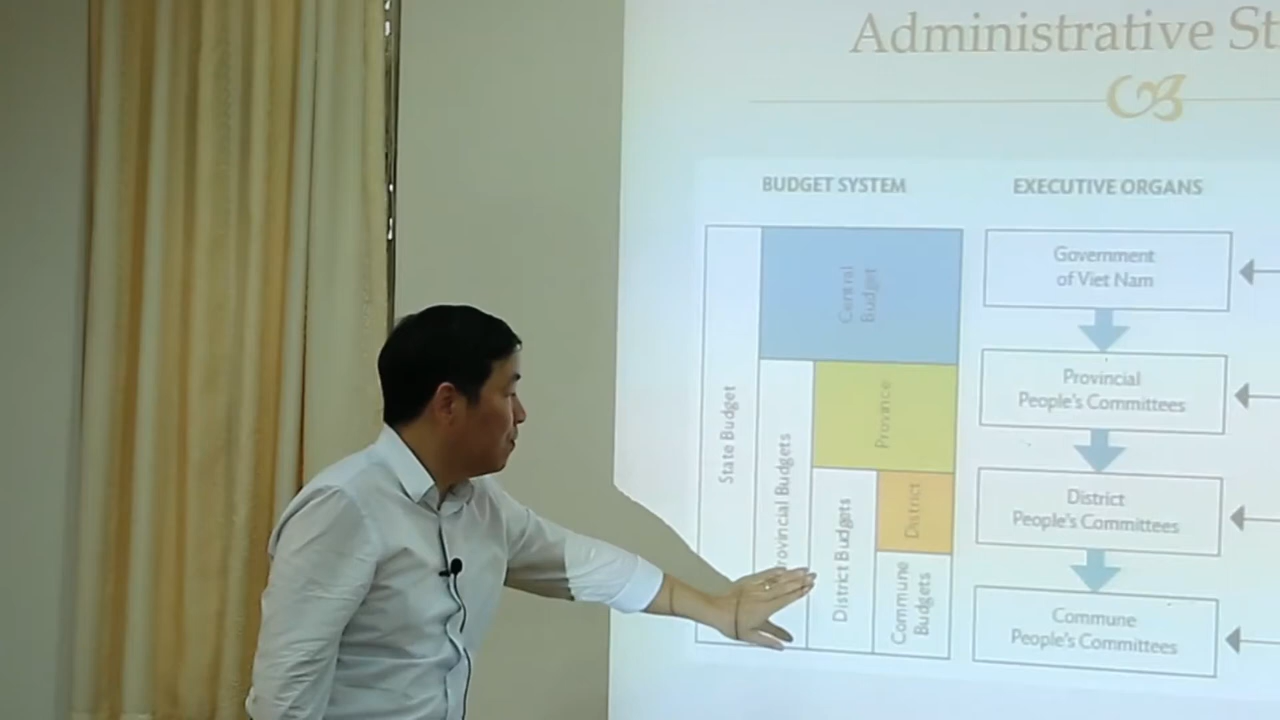 Administrative St
BUDGET SYSTEM
EXECUTIVE ORGANS
State Budget
rovincial Budgets
District Budgets
Commune
Budgets
Central
Budget
Province
District
Government
of Viet Nam
Provincial
People's Committees
District
People's Committees
Commune
People's Committees